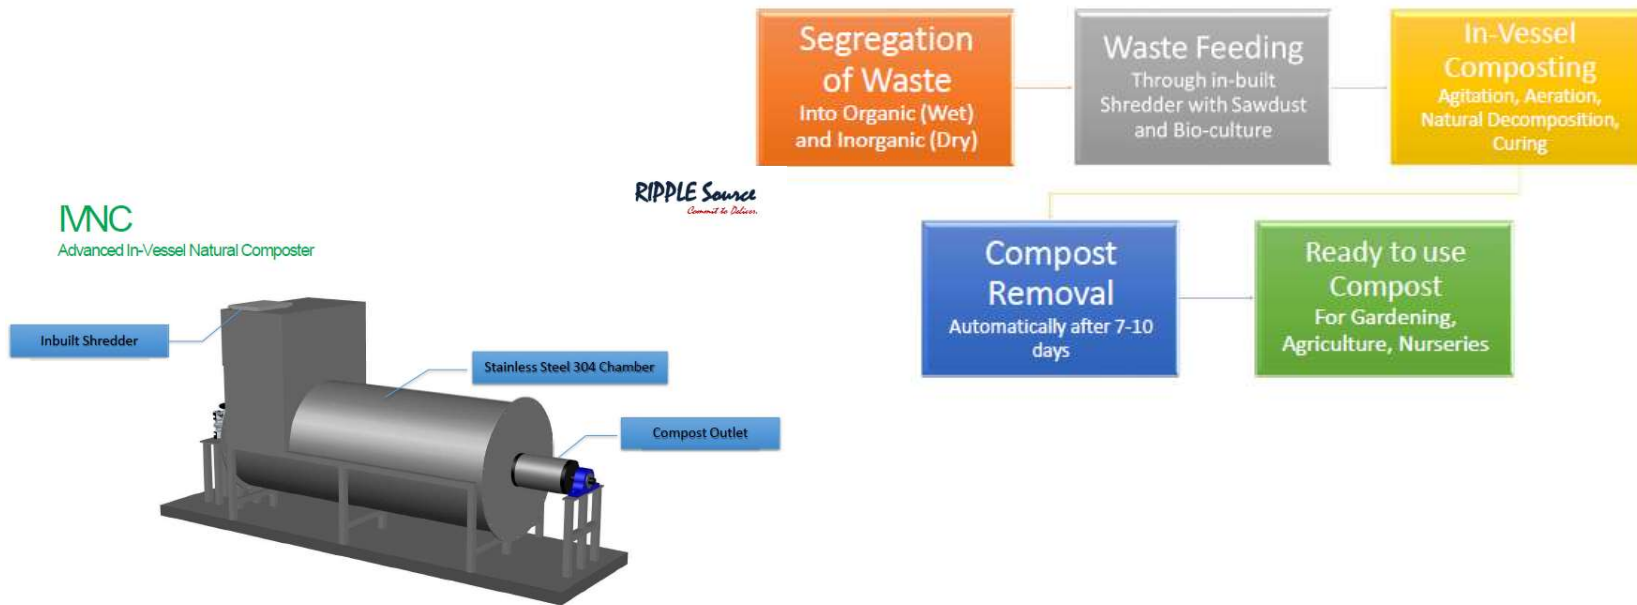 Segregation
of Waste
Into Organic (Wet)
and Inorganic (Dry)
Waste Feeding
Through in-built
Shredder with Sawdust
and Bio-culture
In-Vessel
Composting
Agitation, Aeration,
Natural Decomposition,
Curing
RIPPLE Source
Commit to Deliver.
IVNC
Advanced In-Vessel Natural Composter
Compost
Removal
Automatically after 7-10
days
Ready to use
Compost
For Gardening,
Agriculture, Nurseries
Inbuilt Shredder
Stainless Steel 304 Chamber
Compost Outlet